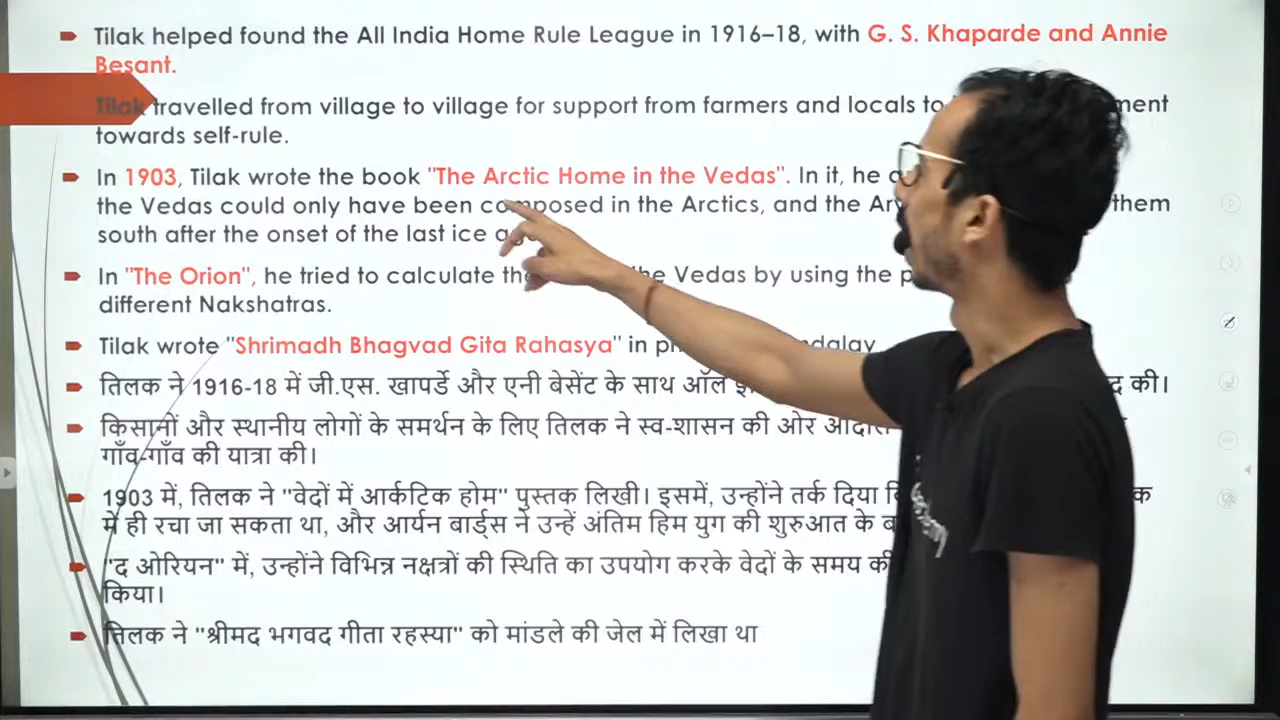 Tilak helped found the All India Home Rule League in 1916–18, with G. S. Khaparde and Annie
Besant.
Tilak travelled from village to village for support from farmers and locals to ment
towards self-rule.
In 1903, Tilak wrote the book "The Arctic Home in the Vedas". In it, he
the Vedas could only have been composed in the Arctics, and the them
south after the onset of the last ice
In "The Orion", he tried to calculate the Vedas by using the
different Nakshatras.
Tilak wrote "Shrimadh Bhagvad Gita Rahasya" in
तिलक ने 1916-18 में जी.एस. खापर्डे और एनी बेसेंट के साथ ऑल की।
किसानों और स्थानीय लोगों के समर्थन के लिए तिलक ने स्व-शासन की ओर
गाँव-गाँव की यात्रा की।
1903 में, तिलक ने "वेदों में आर्कटिक होम" पुस्तक लिखी। इसमें, उन्होंने तर्क दिया
में ही रचा जा सकता था, और आर्यन बार्ड्स ने उन्हें अंतिम हिम युग की शुरुआत के
"द ओरियन" में, उन्होंने विभिन्न नक्षत्रों की स्थिति का उपयोग करके वेदों के समय की
किया।
तिलक ने "श्रीमद भगवद गीता रहस्या" को मांडले की जेल में लिखा था